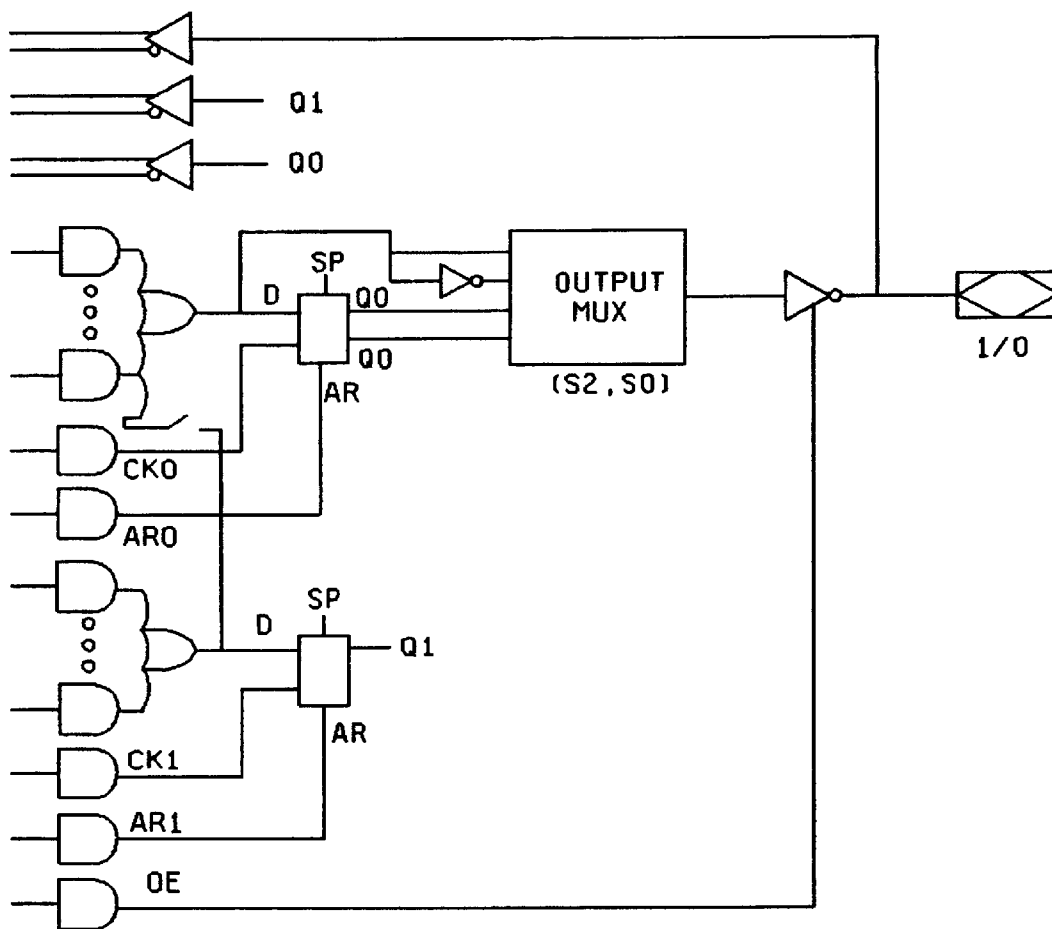 Q1
Q0
SP
D
Q0
Q0
AR
OUTPUT
MUX
(S2,S0)
1/0
CK0
AR0
SP
D
Q1
AR
CK1
AR1
OE